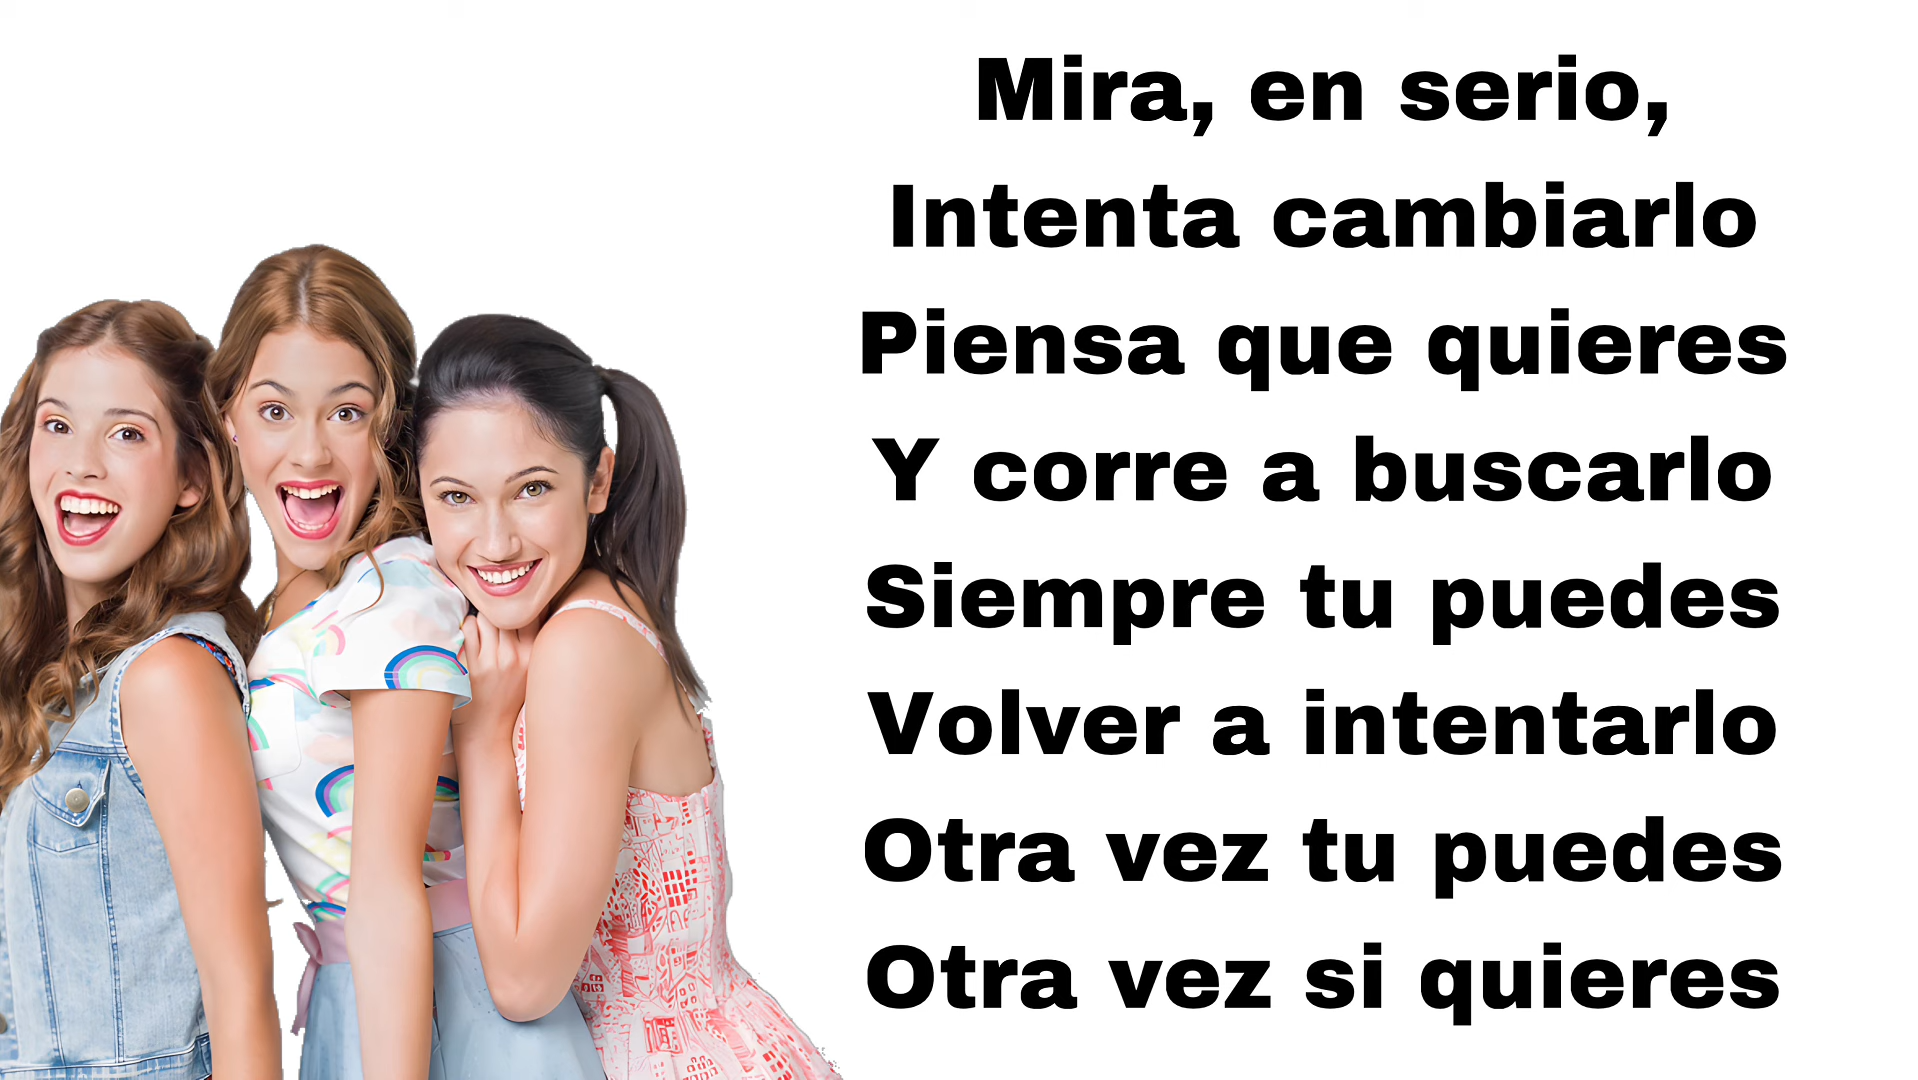 Mira, en serio,
Intenta cambiarlo
Piensa que quieres
Y corre a buscarlo
Siempre tu puedes
Volver a intentarlo
Otra vez tu puedes
Otra vez si quieres